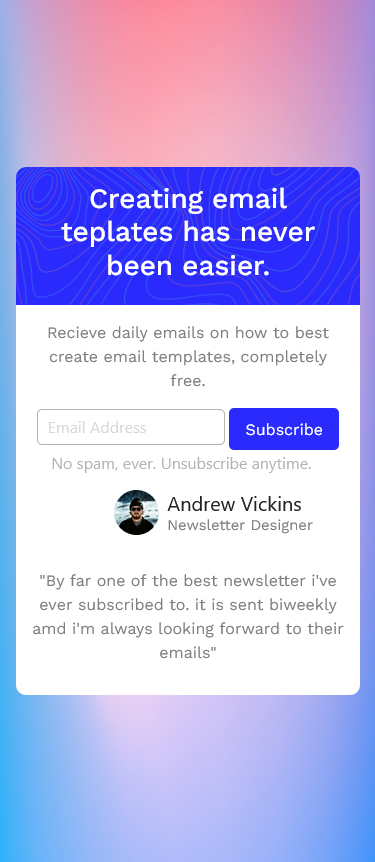 Creating email
teplates has never
been easier.
Recieve daily emails on how to best
create email templates, completely
free.
Email Address
Subscribe
No spam, ever. Unsubscribe anytime.
Andrew Vickins
Newsletter Designer
"By far one of the best newsletter i've
ever subscribed to. it is sent biweekly
amd i'm always looking forward to their
emails"